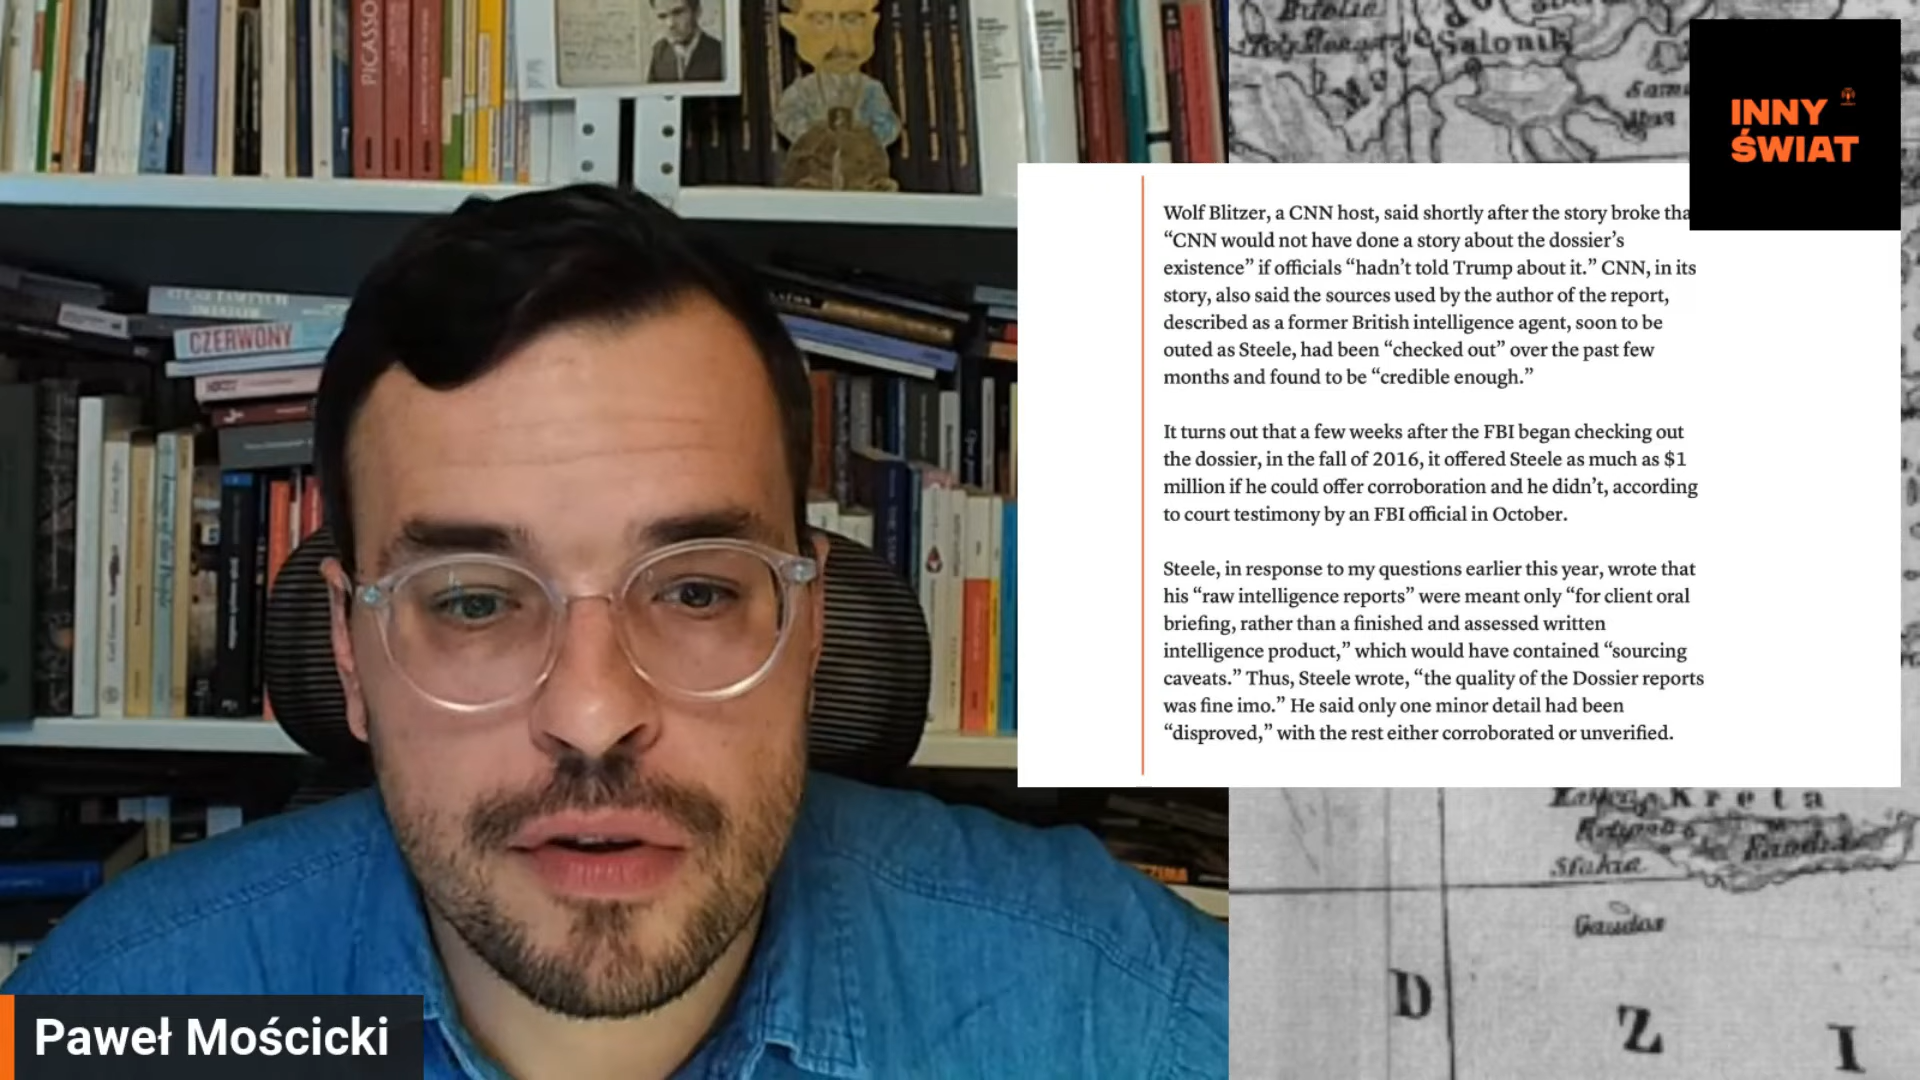 PICASSO
CZERWONY
Saloniki
INNY
ŚWIAT
Wolf Blitzer, a CNN host, said shortly after the story broke tha
“CNN would not have done a story about the dossier’s
existence” if officials “hadn’t told Trump about it.” CNN, in its
story, also said the sources used by the author of the report,
described as a former British intelligence agent, soon to be
outed as Steele, had been “checked out” over the past few
months and found to be “credible enough.”
It turns out that a few weeks after the FBI began checking out
the dossier, in the fall of 2016, it offered Steele as much as $1
million if he could offer corroboration and he didn’t, according
to court testimony by an FBI official in October.
Steele, in response to my questions earlier this year, wrote that
his “raw intelligence reports” were meant only “for client oral
briefing, rather than a finished and assessed written
intelligence product,” which would have contained “sourcing
caveats.” Thus, Steele wrote, “the quality of the Dossier reports
was fine imo.” He said only one minor detail had been
“disproved,” with the rest either corroborated or unverified.
Kreta
Gaudos
D
Z
I
Paweł Mościcki